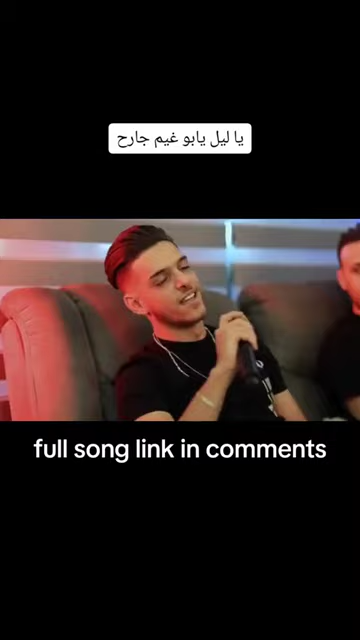 يا ليل يابو غيم جارح
full song link in comments